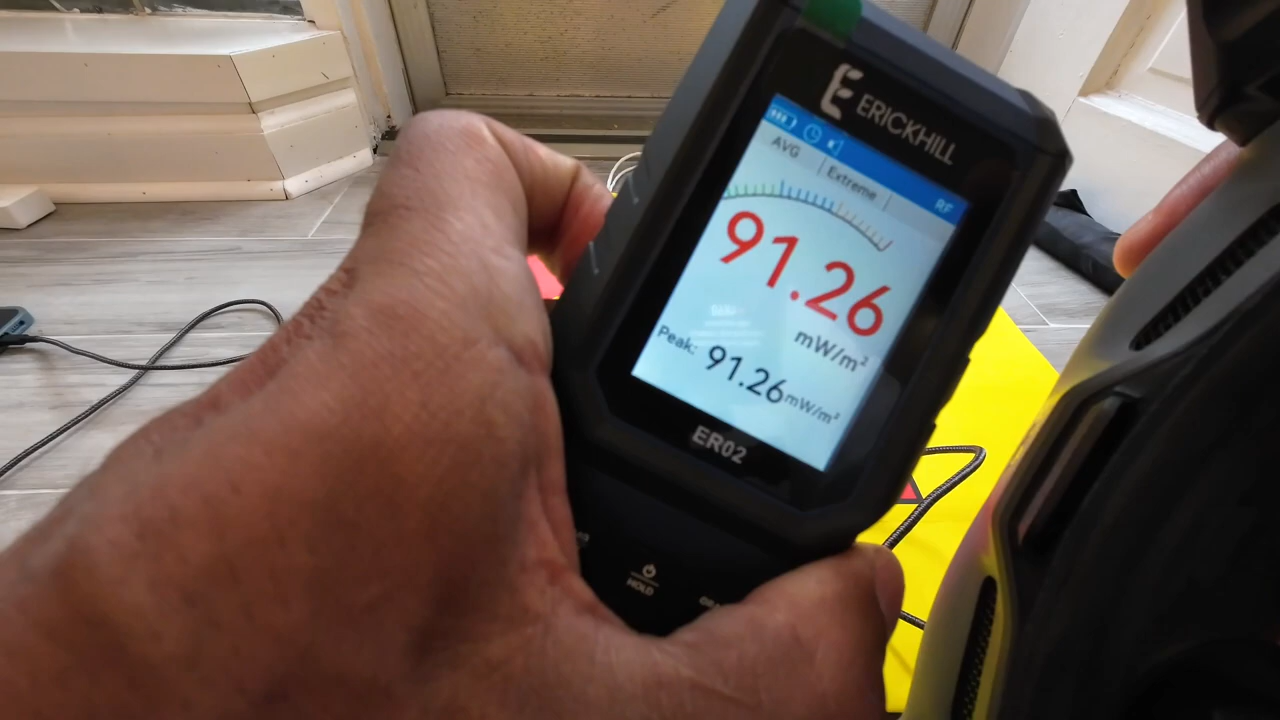 ERICKHILL
AVG
Extreme
RF
91.26
mW/m²
Peak: 91.26mW/m²
ER02
HOLD